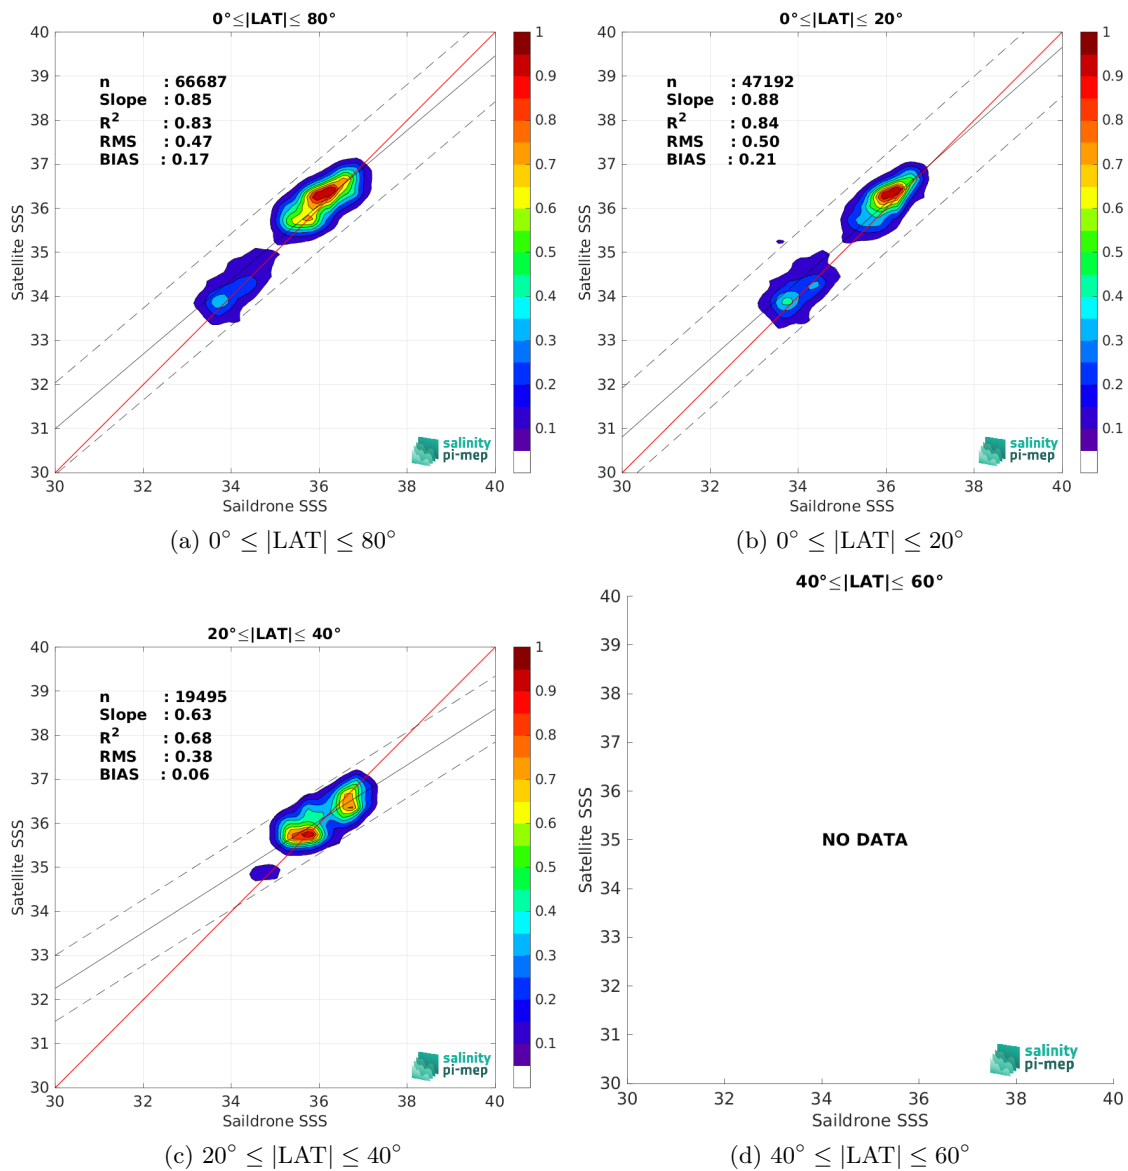 0°≤|LAT|≤ 80°
n : 66687
Slope : 0.85
R² : 0.83
RMS : 0.47
BIAS : 0.17
40
39
38
37
36
35
34
33
32
31
30
30 32 34 36 38 40
Satellite SSS
Saildrone SSS
1
0.9
0.8
0.7
0.6
0.5
0.4
0.3
0.2
0.1
salinity
pi-mep
(a) 0° ≤ |LAT| ≤ 80°
0°≤|LAT|≤ 20°
n : 47192
Slope : 0.88
R² : 0.84
RMS : 0.50
BIAS : 0.21
40
39
38
37
36
35
34
33
32
31
30
30 32 34 36 38 40
Satellite SSS
Saildrone SSS
1
0.9
0.8
0.7
0.6
0.5
0.4
0.3
0.2
0.1
salinity
pi-mep
(b) 0° ≤ |LAT| ≤ 20°
20°≤|LAT|≤ 40°
n : 19495
Slope : 0.63
R² : 0.68
RMS : 0.38
BIAS : 0.06
40
39
38
37
36
35
34
33
32
31
30
30 32 34 36 38 40
Satellite SSS
Saildrone SSS
1
0.9
0.8
0.7
0.6
0.5
0.4
0.3
0.2
0.1
salinity
pi-mep
(c) 20° ≤ |LAT| ≤ 40°
40°≤|LAT|≤ 60°
40
39
38
37
36
35
34
33
32
31
30
30 32 34 36 38 40
Satellite SSS
NO DATA
Saildrone SSS
salinity
pi-mep
(d) 40° ≤ |LAT| ≤ 60°